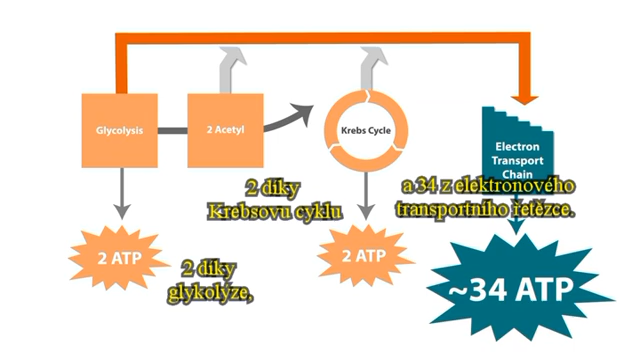 Glycolysis
2 Acetyl
Krebs Cycle
Electron
Transport
Chain
2 díky
Krebsovu cyklu
a 34 z elektronového
transportního řetězce.
2 ATP
2 díky
glykolýze,
2 ATP
~34 ATP